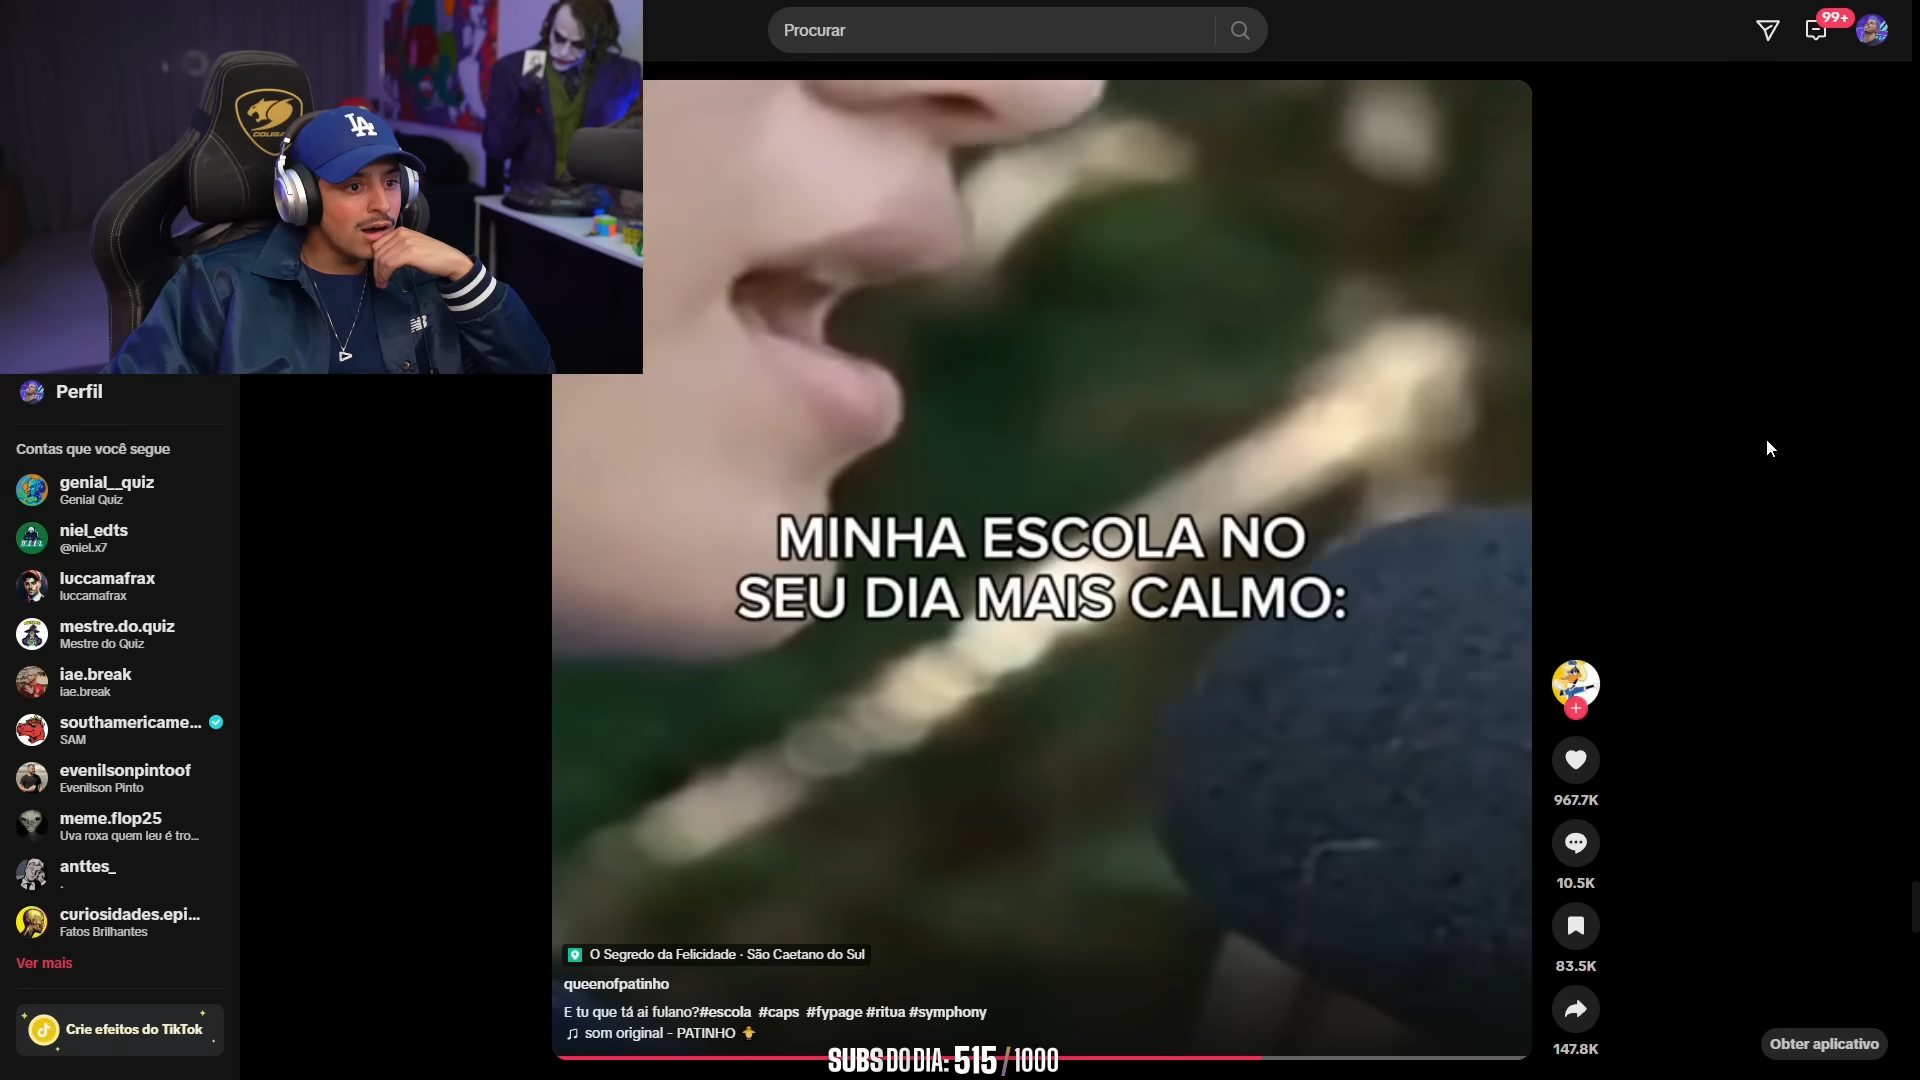 Procurar
99+
LA
COUGAR
Perfil
Contas que você segue
genial__quiz
Genial Quiz
niel_edts
@niel.x7
luccamafrax
luccamafrax
mestre.do.quiz
Mestre do Quiz
iae.break
iae.break
southamericame...
SAM
evenilsonpintoof
Evenilson Pinto
meme.flop25
Uva roxa quem leu é tro...
anttes_
.
curiosidades.epi...
Fatos Brilhantes
Ver mais
Crie efeitos do TikTok
MINHA ESCOLA NO
SEU DIA MAIS CALMO:
O Segredo da Felicidade · São Caetano do Sul
queenofpatinho
E tu que tá ai fulano?#escola #caps #fypage #ritua #symphony
som original - PATINHO
SUBS DO DIA: 515 / 1000
967.7K
10.5K
83.5K
147.8K
Obter aplicativo